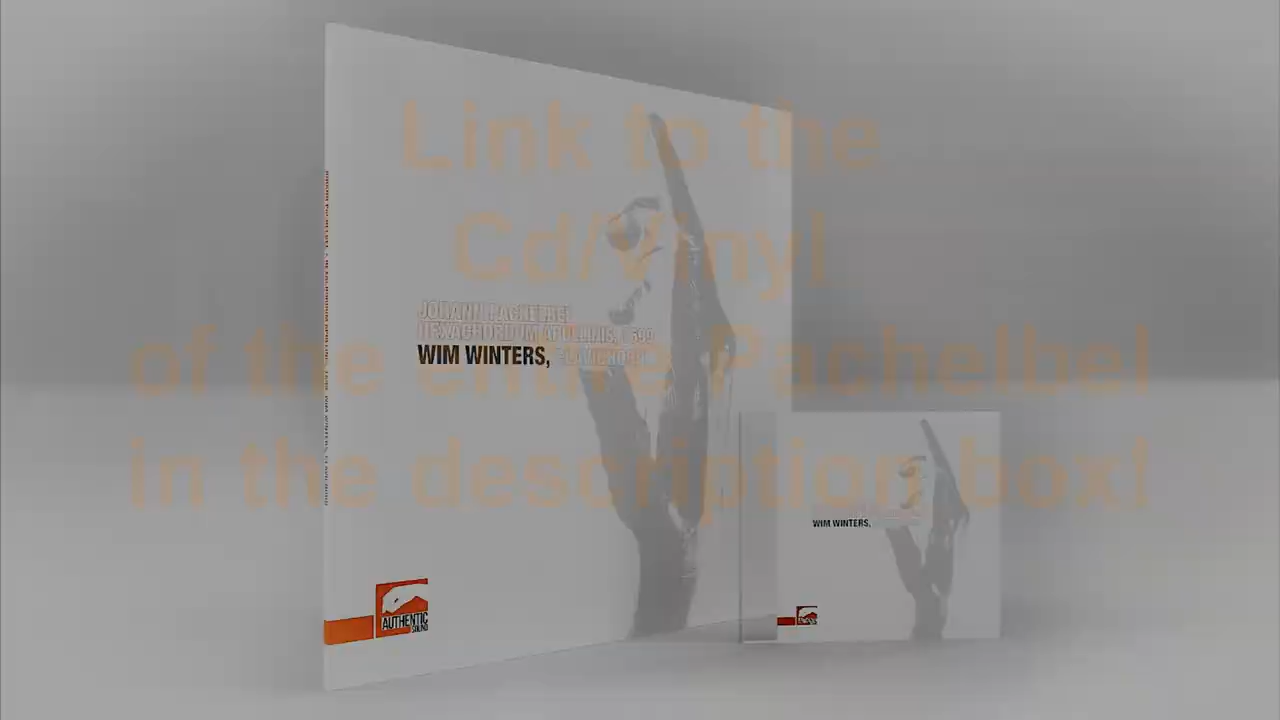 Link to the
Cd/Vinyl
of the entire Pachelbel
in the description box!
JOHANN PACHELBEL
HEXACHORDUM APOLLINIS, 1699
WIM WINTERS, CLAVICHORD
AUTHENTIC
SOUND
WIM WINTERS,